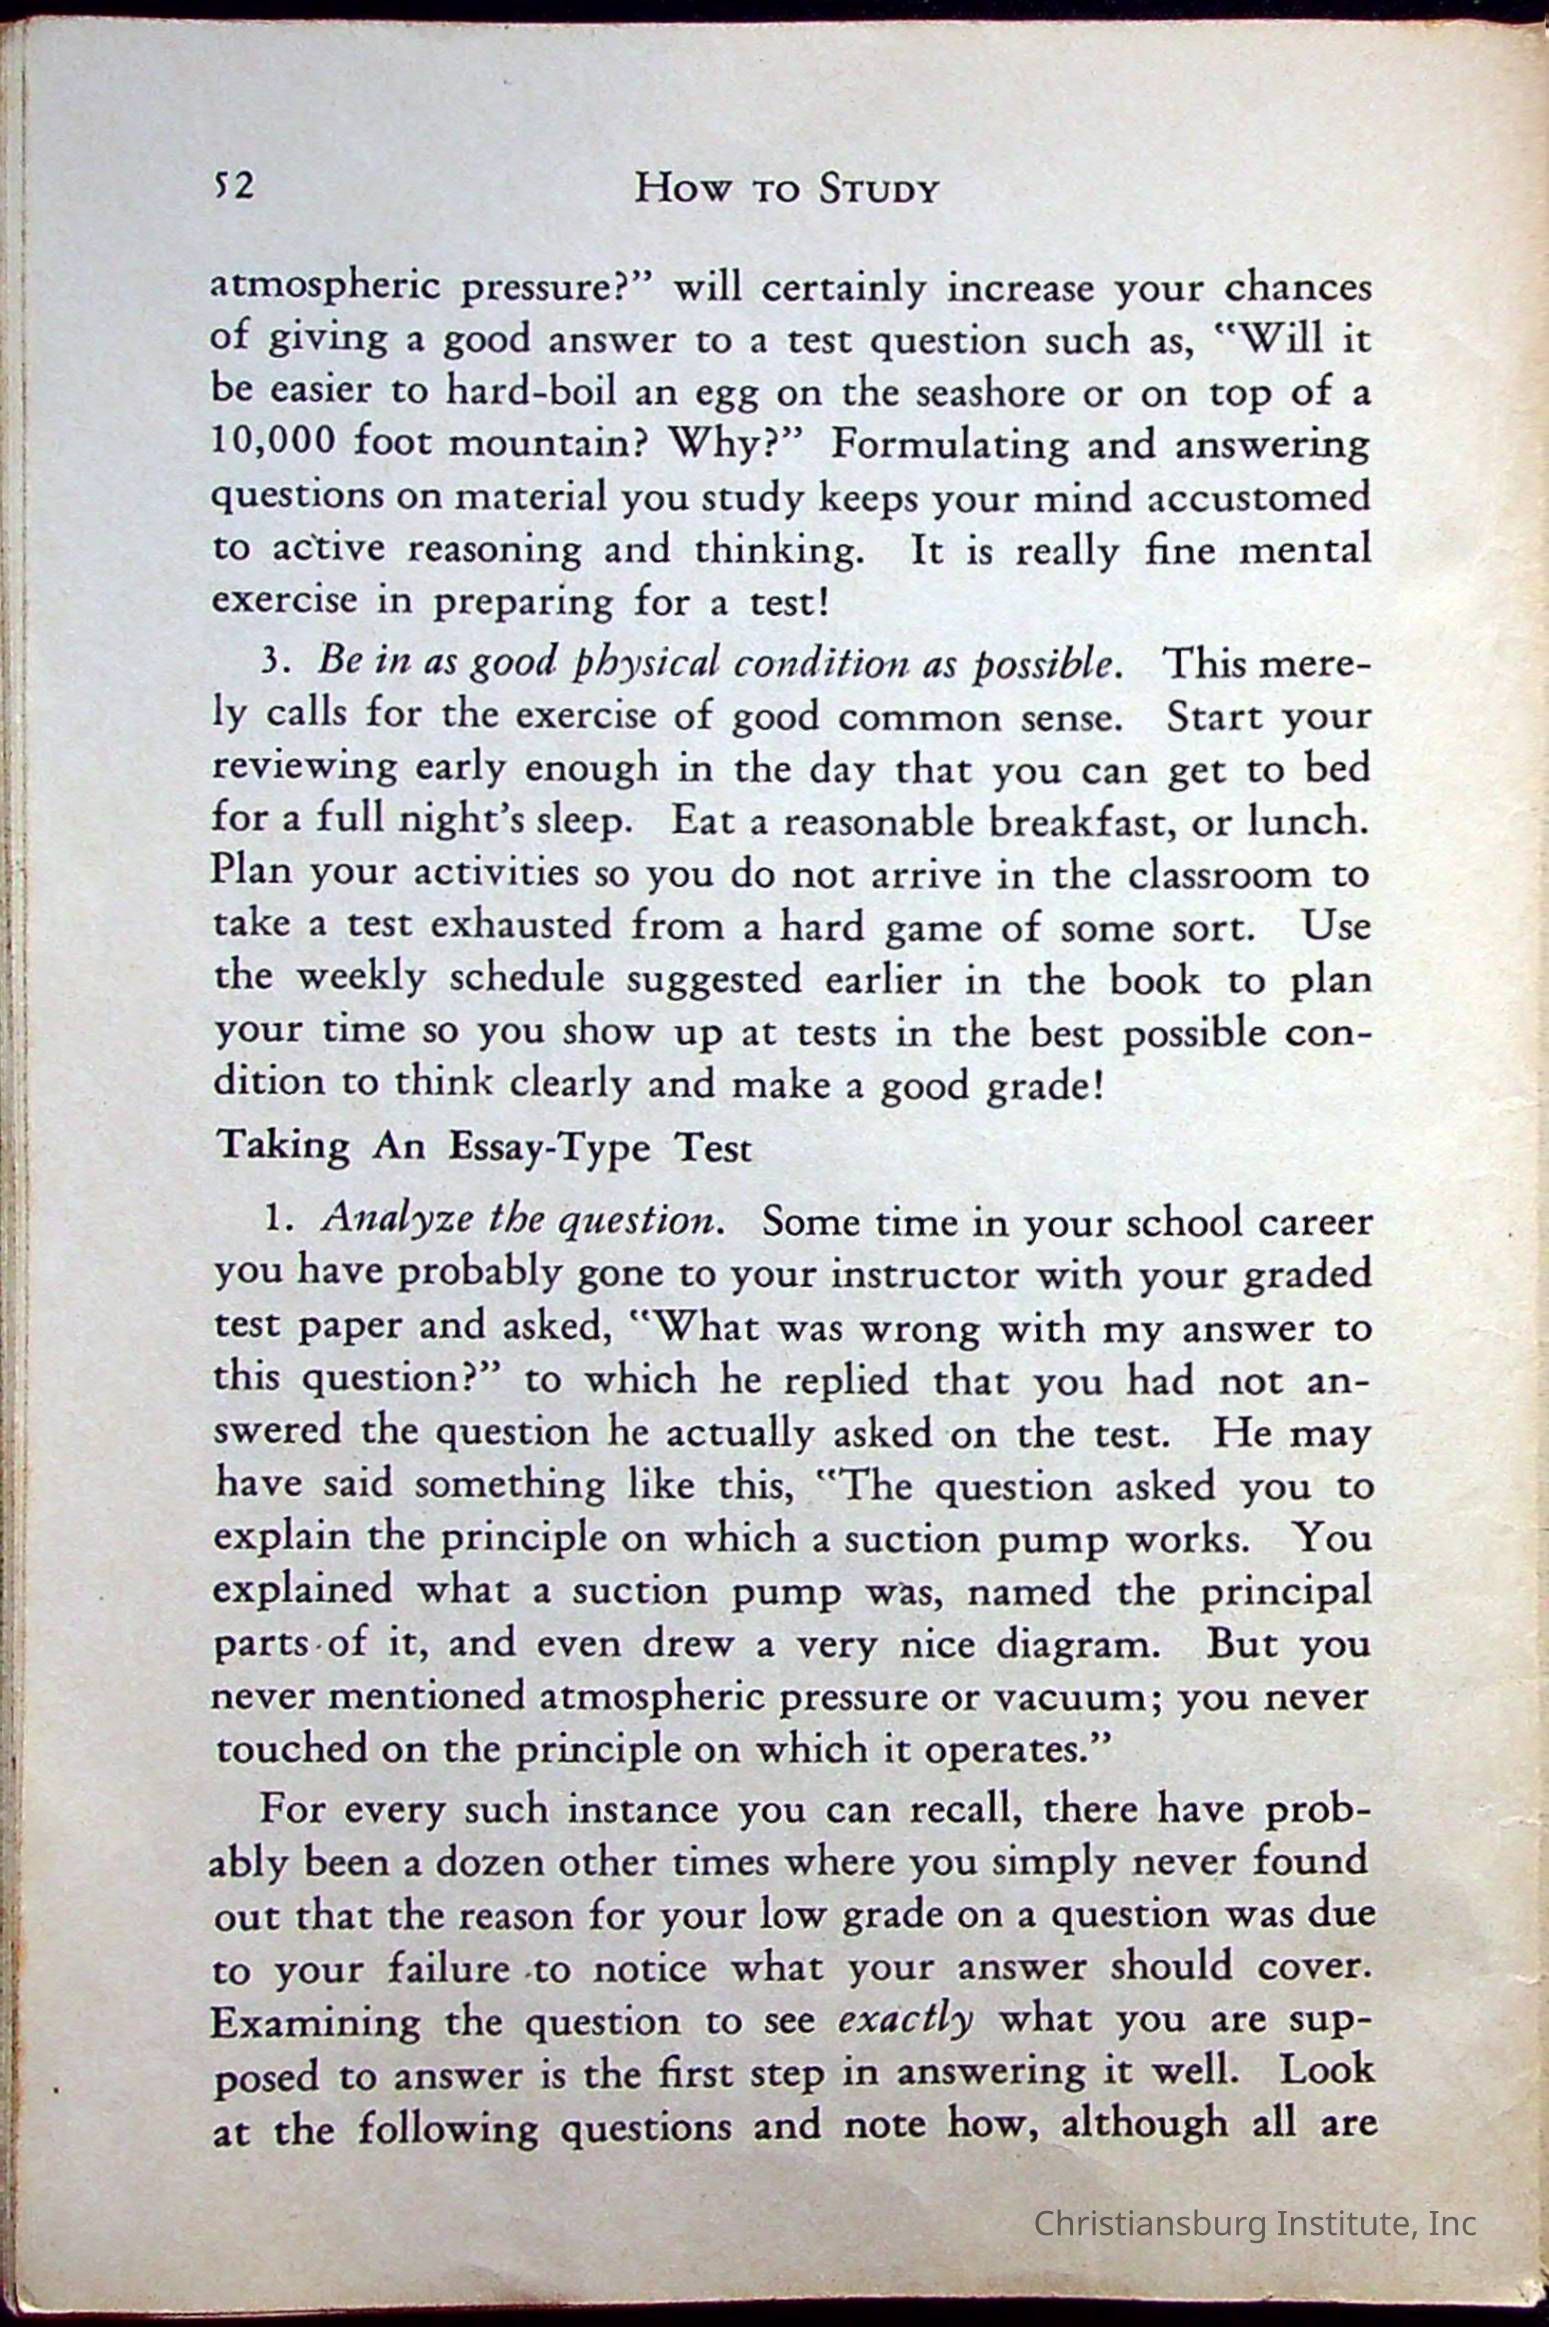 52 How to Study
atmospheric pressure?” will certainly increase your chances
of giving a good answer to a test question such as, “Will it
be easier to hard-boil an egg on the seashore or on top of a
10,000 foot mountain? Why?” Formulating and answering
questions on material you study keeps your mind accustomed
to active reasoning and thinking. It is really fine mental
exercise in preparing for a test!
3. Be in as good physical condition as possible. This mere-
ly calls for the exercise of good common sense. Start your
reviewing early enough in the day that you can get to bed
for a full night’s sleep. Eat a reasonable breakfast, or lunch.
Plan your activities so you do not arrive in the classroom to
take a test exhausted from a hard game of some sort. Use
the weekly schedule suggested earlier in the book to plan
your time so you show up at tests in the best possible con-
dition to think clearly and make a good grade!
Taking An Essay-Type Test
1. Analyze the question. Some time in your school career
you have probably gone to your instructor with your graded
test paper and asked, “What was wrong with my answer to
this question?” to which he replied that you had not an-
swered the question he actually asked on the test. He may
have said something like this, “The question asked you to
explain the principle on which a suction pump works. You
explained what a suction pump was, named the principal
parts of it, and even drew a very nice diagram. But you
never mentioned atmospheric pressure or vacuum; you never
touched on the principle on which it operates.”
For every such instance you can recall, there have prob-
ably been a dozen other times where you simply never found
out that the reason for your low grade on a question was due
to your failure to notice what your answer should cover.
Examining the question to see exactly what you are sup-
posed to answer is the first step in answering it well. Look
at the following questions and note how, although all are
Christiansburg Institute, Inc